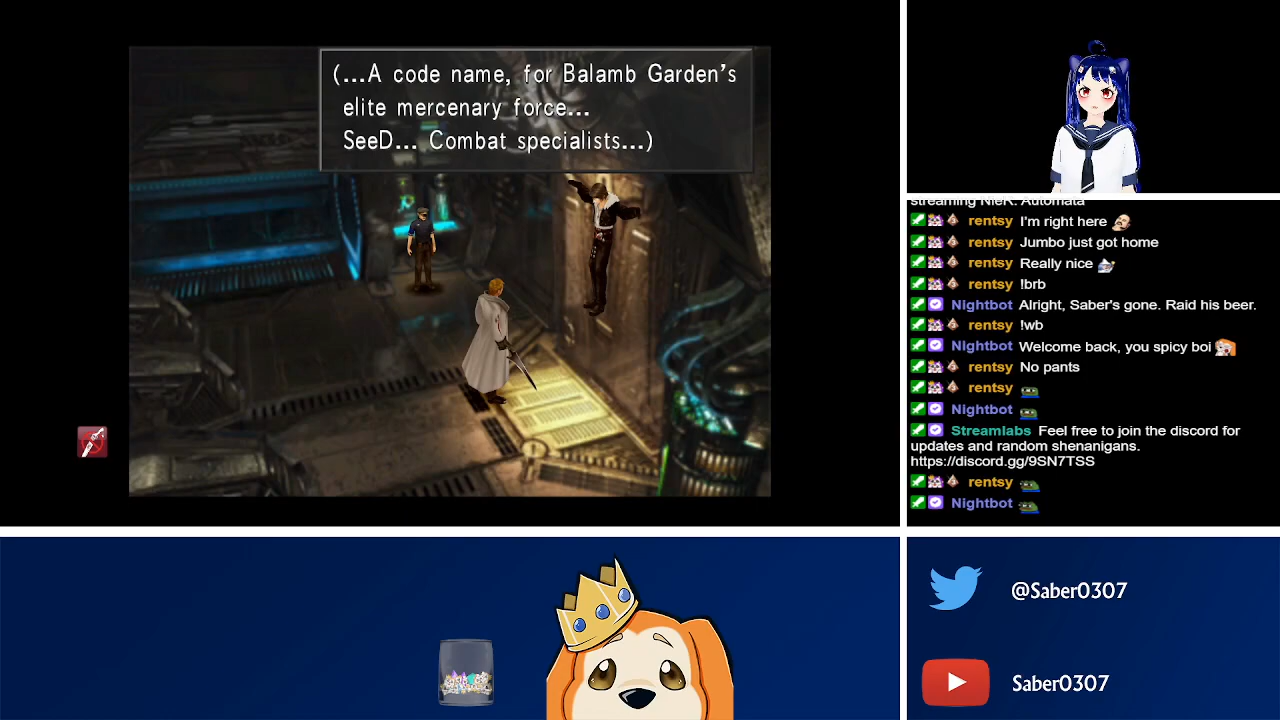 (...A code name, for Balamb Garden's
elite mercenary force...
SeeD... Combat specialists...)
streaming NieR: Automata
rentsy I'm right here
rentsy Jumbo just got home
rentsy Really nice
rentsy !brb
Nightbot Alright, Saber's gone. Raid his beer.
rentsy !wb
Nightbot Welcome back, you spicy boi
rentsy No pants
rentsy
Nightbot
Streamlabs Feel free to join the discord for
updates and random shenanigans.
https://discord.gg/9SN7TSS
rentsy
Nightbot
@Saber0307
Saber0307